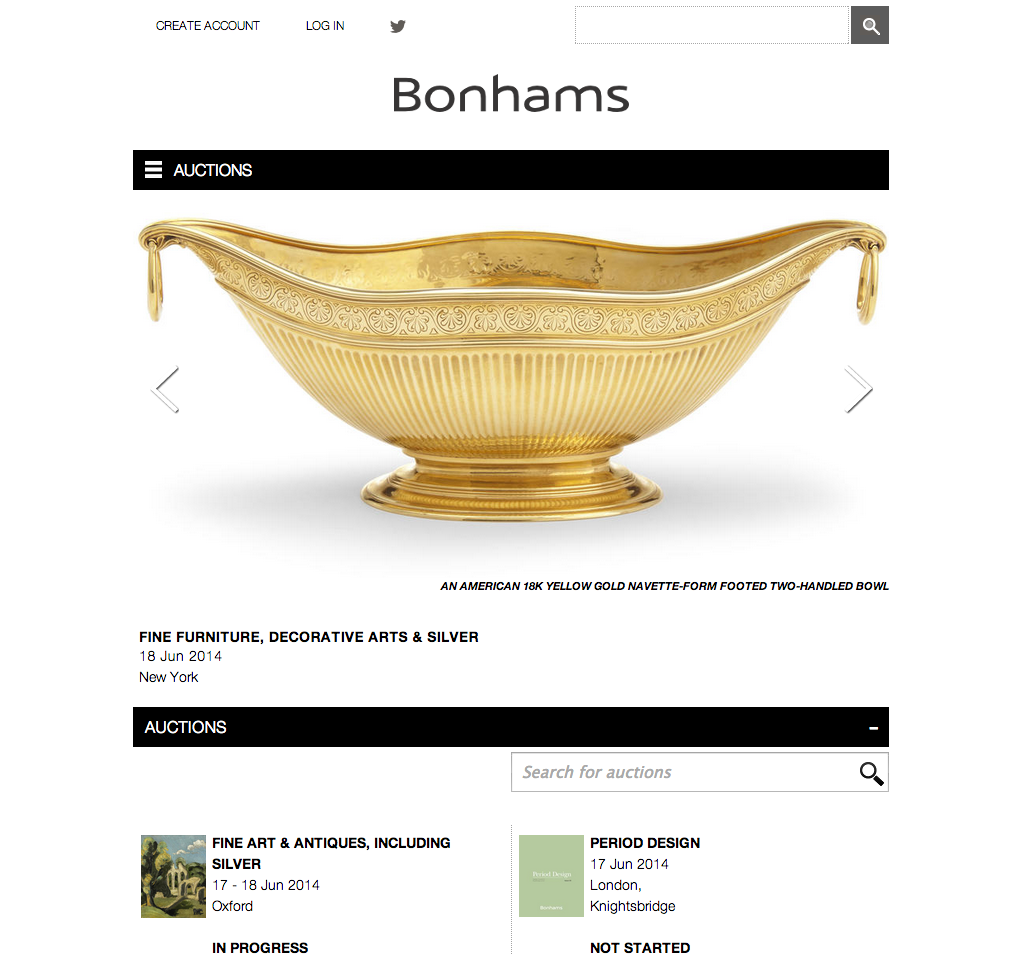 CREATE ACCOUNT
LOG IN
Bonhams
AUCTIONS
AN AMERICAN 18K YELLOW GOLD NAVETTE-FORM FOOTED TWO-HANDLED BOWL
FINE FURNITURE, DECORATIVE ARTS & SILVER
18 Jun 2014
New York
AUCTIONS
Search for auctions
FINE ART & ANTIQUES, INCLUDING
SILVER
17 - 18 Jun 2014
Oxford
IN PROGRESS
Period Design
Bonhams
PERIOD DESIGN
17 Jun 2014
London,
Knightsbridge
NOT STARTED